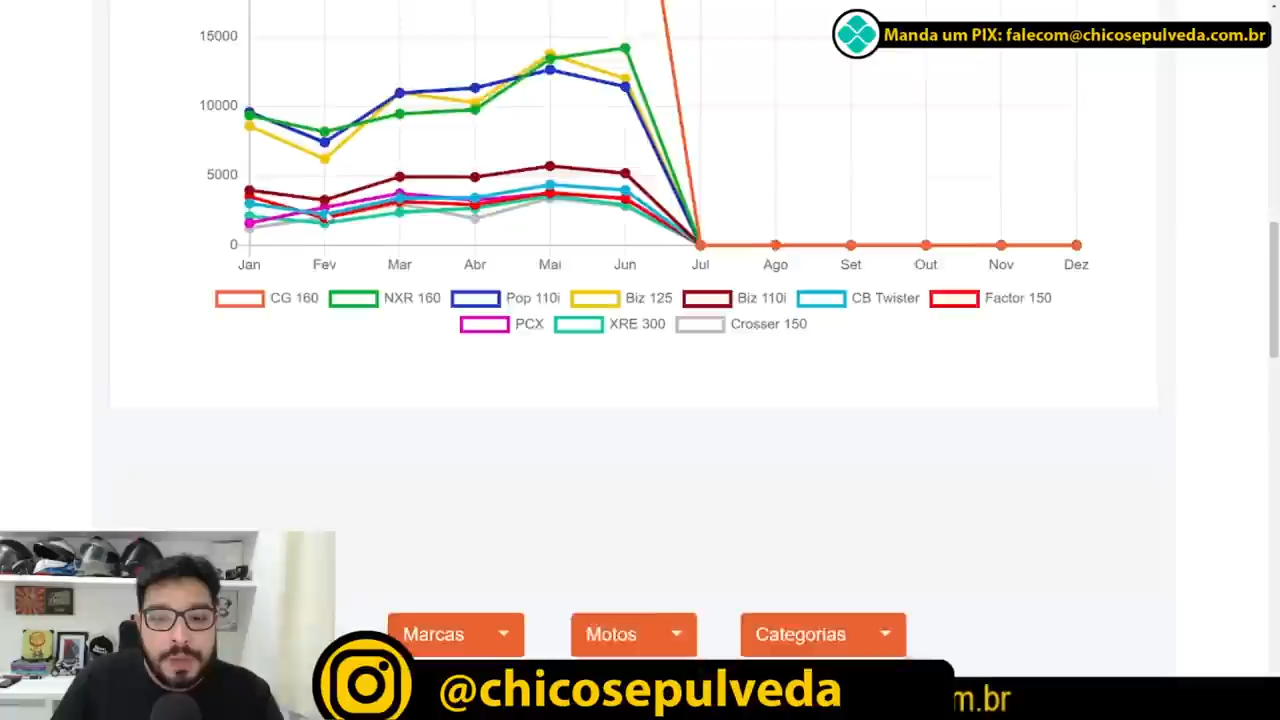 Manda um PIX: falecom@chicosepulveda.com.br
15000
10000
5000
0
Jan Fev Mar Abr Mai Jun Jul Ago Set Out Nov Dez
CG 160 NXR 160 Pop 110i Biz 125 Biz 110i CB Twister Factor 150
PCX XRE 300 Crosser 150
Marcas Motos Categorias
@chicosepulveda
m.br